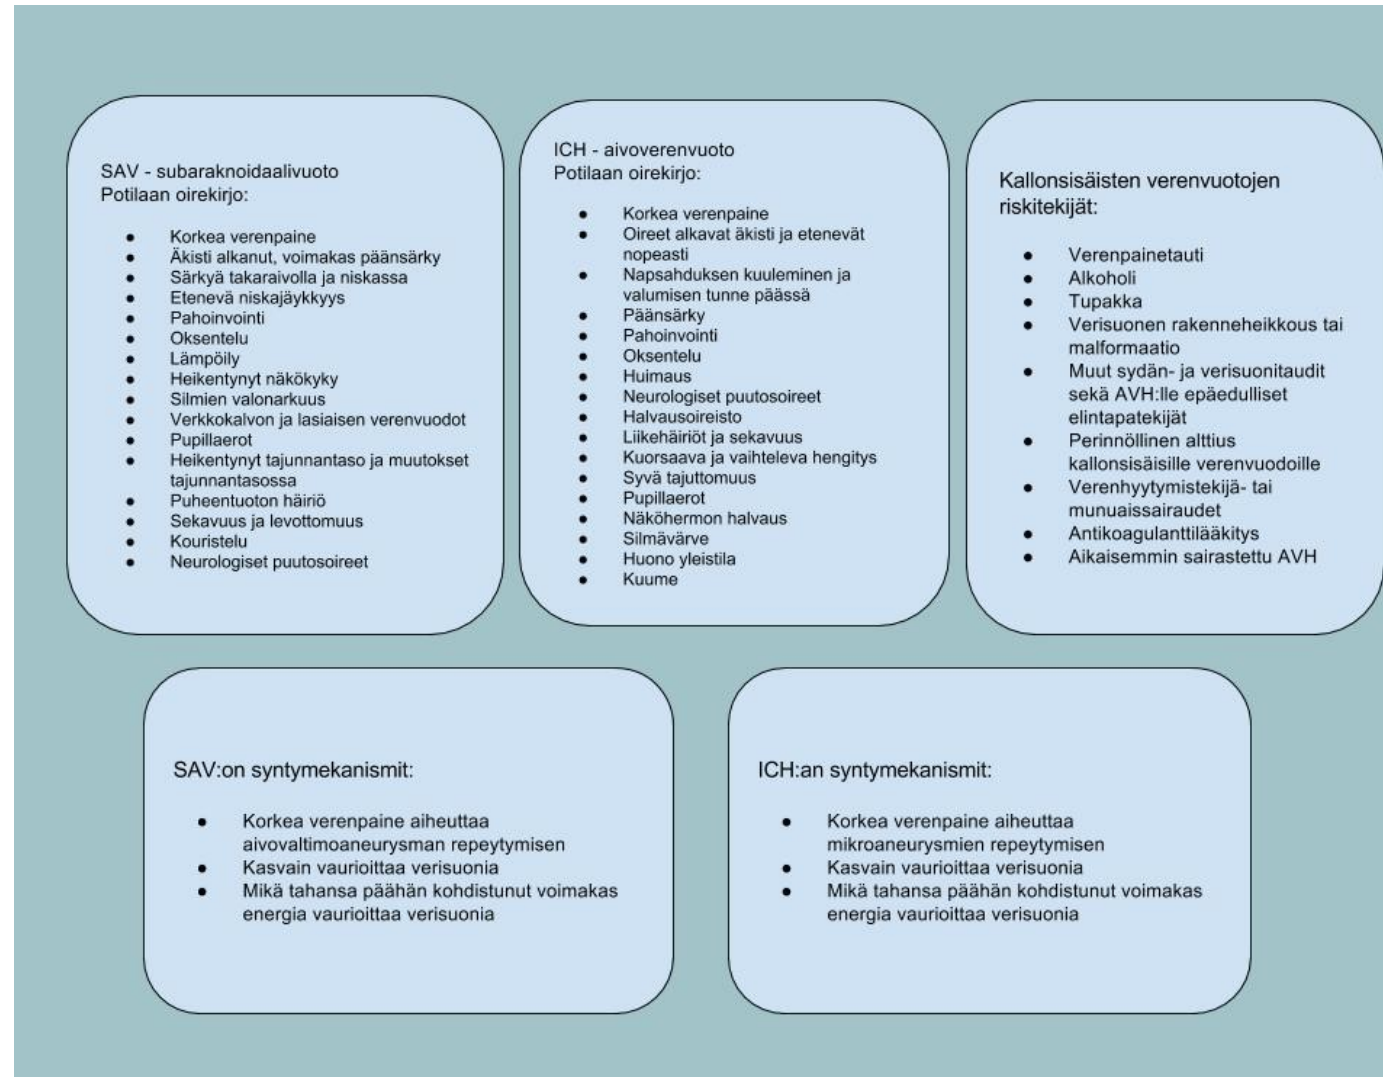 SAV - subaraknoidaalivuoto
Potilaan oirekirjo:
● Korkea verenpaine
● Äkisti alkanut, voimakas päänsärky
● Särkyä takaraivolla ja niskassa
● Etenevä niskajäykkyys
● Pahoinvointi
● Oksentelu
● Lämpöily
● Heikentynyt näkökyky
● Silmien valonarkuus
● Verkkokalvon ja lasiaisen verenvuodot
● Pupillaerot
● Heikentynyt tajunnantaso ja muutokset
tajunnantasossa
● Puheentuoton häiriö
● Sekavuus ja levottomuus
● Kouristelu
● Neurologiset puutosoireet
ICH - aivoverenvuoto
Potilaan oirekirjo:
● Korkea verenpaine
● Oireet alkavat äkisti ja etenevät
nopeasti
● Napsahduksen kuuleminen ja
valumisen tunne päässä
● Päänsärky
● Pahoinvointi
● Oksentelu
● Huimaus
● Neurologiset puutosoireet
● Halvausoireisto
● Liikehäiriöt ja sekavuus
● Kuorsaava ja vaihteleva hengitys
● Syvä tajuttomuus
● Pupillaerot
● Näköhermon halvaus
● Silmävärve
● Huono yleistila
● Kuume
Kallonsisäisten verenvuotojen
riskitekijät:
● Verenpainetauti
● Alkoholi
● Tupakka
● Verisuonen rakenneheikkous tai
malformaatio
● Muut sydän- ja verisuonitaudit
sekä AVH:lle epäedulliset
elintapatekijät
● Perinnöllinen alttius
kallonsisäisille verenvuodoille
● Verenhyytymistekijä- tai
munuaissairaudet
● Antikoagulanttilääkitys
● Aikaisemmin sairastettu AVH
SAV:on syntymekanismit:
● Korkea verenpaine aiheuttaa
aivovaltimoaneurysman repeytymisen
● Kasvain vaurioittaa verisuonia
● Mikä tahansa päähän kohdistunut voimakas
energia vaurioittaa verisuonia
ICH:an syntymekanismit:
● Korkea verenpaine aiheuttaa
mikroaneurysmien repeytymisen
● Kasvain vaurioittaa verisuonia
● Mikä tahansa päähän kohdistunut voimakas
energia vaurioittaa verisuonia